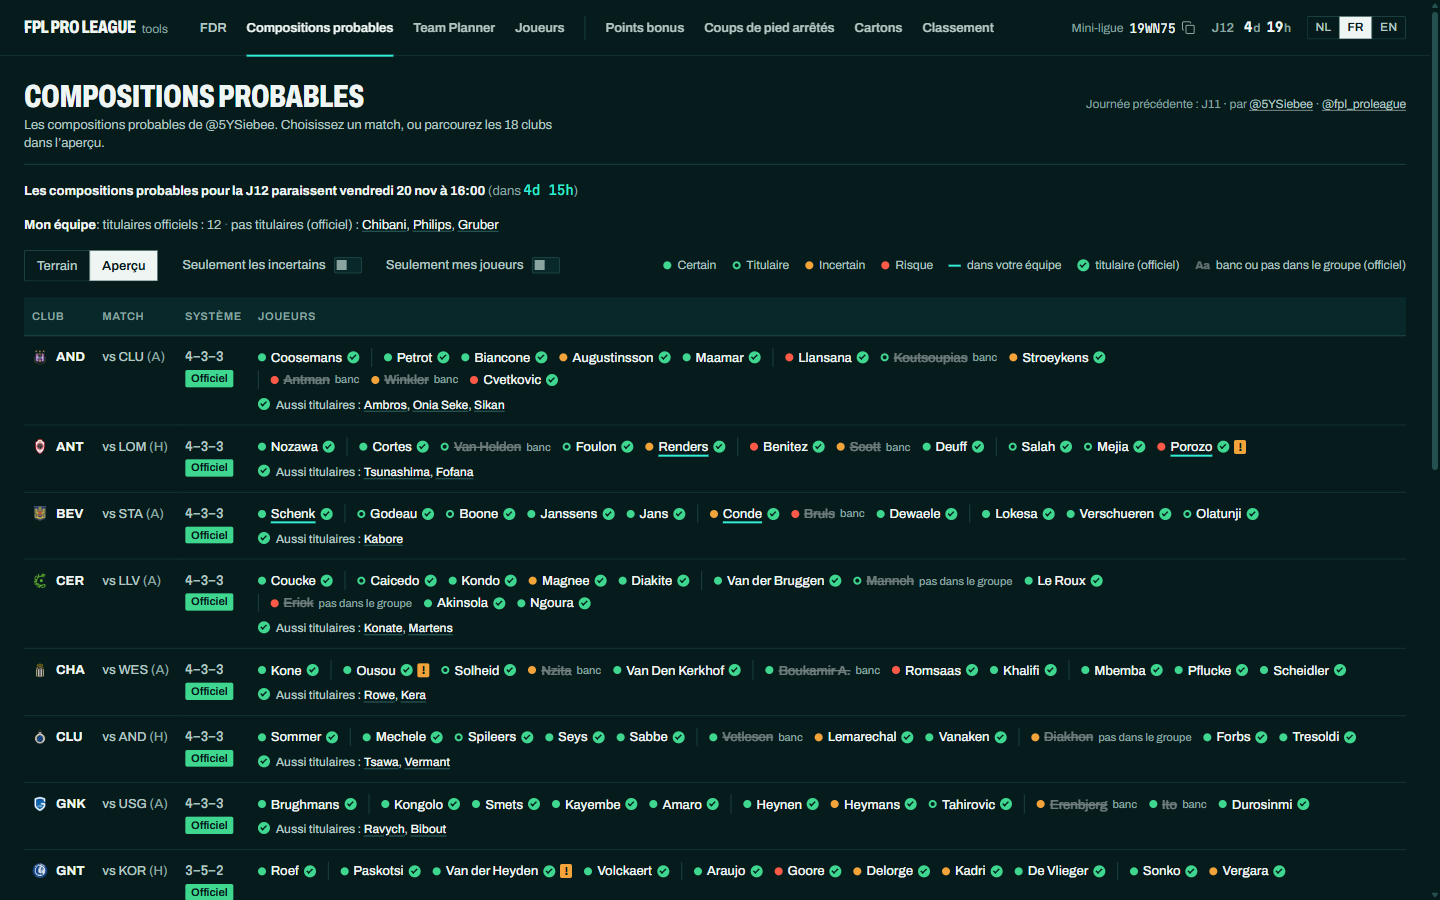 FPL PRO LEAGUE tools FDR Compositions probables Team Planner Joueurs Points bonus Coups de pied arrêtés Cartons Classement Mini-ligue 19WN75 J12 4d 19h NL FR EN
COMPOSITIONS PROBABLES
Journée précédente : J11 · par @5YSiebee · @fpl_proleague
Les compositions probables de @5YSiebee. Choisissez un match, ou parcourez les 18 clubs
dans l'aperçu.
Les compositions probables pour la J12 paraissent vendredi 20 nov à 16:00 (dans 4d 15h)
Mon équipe: titulaires officiels : 12 · pas titulaires (officiel) : Chibani, Philips, Gruber
Terrain Aperçu Seulement les incertains Seulement mes joueurs Certain Titulaire Incertain Risque dans votre équipe titulaire (officiel) Aa banc ou pas dans le groupe (officiel)
CLUB MATCH SYSTÈME JOUEURS
AND vs CLU (A) 4–3–3 Coosemans Petrot Biancone Augustinsson Maamar Llansana Koutsoupias banc Stroeykens
Officiel Antman banc Winkler banc Cvetkovic
Aussi titulaires : Ambros, Onia Seke, Sikan
ANT vs LOM (H) 4–3–3 Nozawa Cortes Van Helden banc Foulon Renders Benitez Scott banc Deuff Salah Mejia Porozo !
Officiel Aussi titulaires : Tsunashima, Fofana
BEV vs STA (A) 4–3–3 Schenk Godeau Boone Janssens Jans Conde Bruls banc Dewaele Lokesa Verschueren Olatunji
Officiel Aussi titulaires : Kabore
CER vs LLV (A) 4–3–3 Coucke Caicedo Kondo Magnee Diakite Van der Bruggen Mannoh pas dans le groupe Le Roux
Officiel Erick pas dans le groupe Akinsola Ngoura
Aussi titulaires : Konate, Martens
CHA vs WES (A) 4–3–3 Kone Ousou ! Solheid Nzita banc Van Den Kerkhof Boukamir A. banc Romsaas Khalifi Mbemba Pflucke Scheidler
Officiel Aussi titulaires : Rowe, Kera
CLU vs AND (H) 4–3–3 Sommer Mechele Spileers Seys Sabbe Vetlesen banc Lemarechal Vanaken Diakhon pas dans le groupe Forbs Tresoldi
Officiel Aussi titulaires : Tsawa, Vermant
GNK vs USG (A) 4–3–3 Brughmans Kongolo Smets Kayembe Amaro Heynen Heymans Tahirovic Erenbjerg banc Ito banc Durosinmi
Officiel Aussi titulaires : Ravych, Bibout
GNT vs KOR (H) 3–5–2 Roef Paskotsi Van der Heyden ! Volckaert Araujo Goore Delorge Kadri De Vlieger Sonko Vergara
Officiel